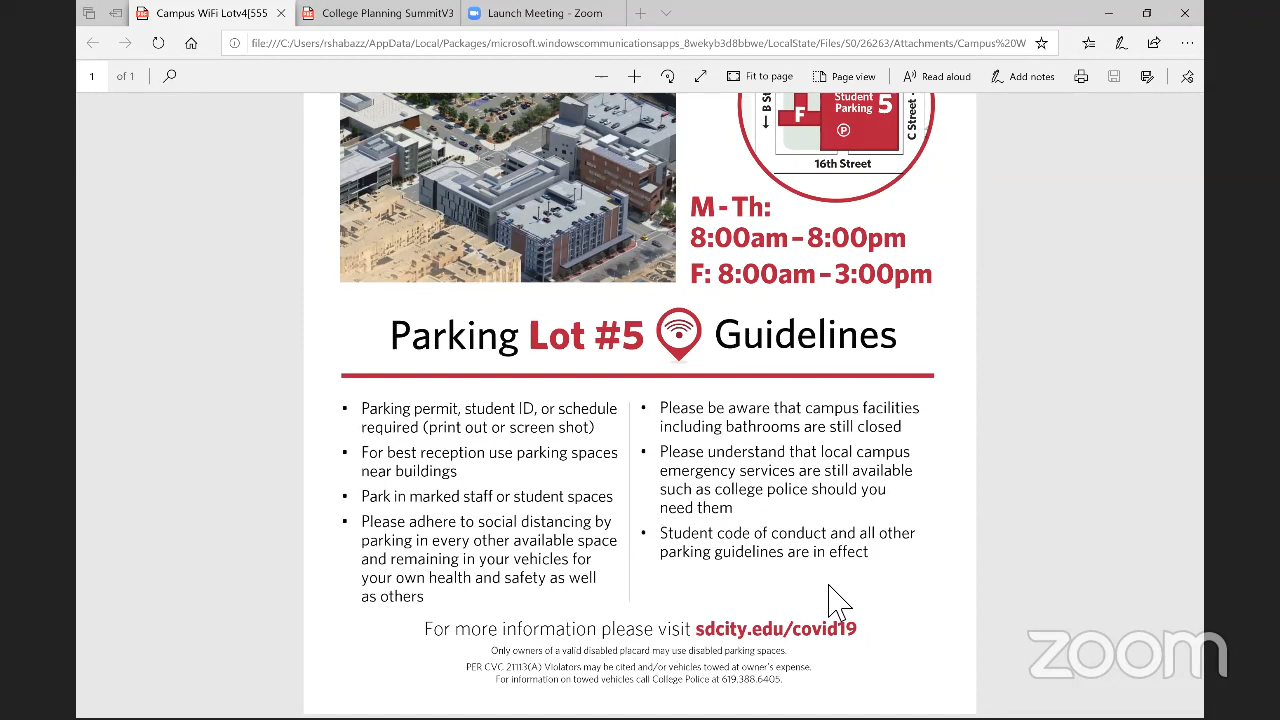 Campus WiFi Lotv4[555
College Planning SummitV3
Launch Meeting - Zoom
file:///C:/Users/rshabazz/AppData/Local/Packages/microsoft.windowscommunicationsapps_8wekyb3d8bbwe/LocalState/Files/S0/26263/Attachments/Campus%20W
1 of 1
Fit to page
Page view
Read aloud
Add notes
B St
F
Student
Parking 5
P
C Street
16th Street
M - Th:
8:00am – 8:00pm
F: 8:00am – 3:00pm
Parking Lot #5 Guidelines
▪ Parking permit, student ID, or schedule
required (print out or screen shot)
▪ For best reception use parking spaces
near buildings
▪ Park in marked staff or student spaces
▪ Please adhere to social distancing by
parking in every other available space
and remaining in your vehicles for
your own health and safety as well
as others
• Please be aware that campus facilities
including bathrooms are still closed
• Please understand that local campus
emergency services are still available
such as college police should you
need them
• Student code of conduct and all other
parking guidelines are in effect
For more information please visit sdcity.edu/covid19
Only owners of a valid disabled placard may use disabled parking spaces.
PER CVC 21113(A) Violators may be cited and/or vehicles towed at owner's expense.
For information on towed vehicles call College Police at 619.388.6405.
zoom